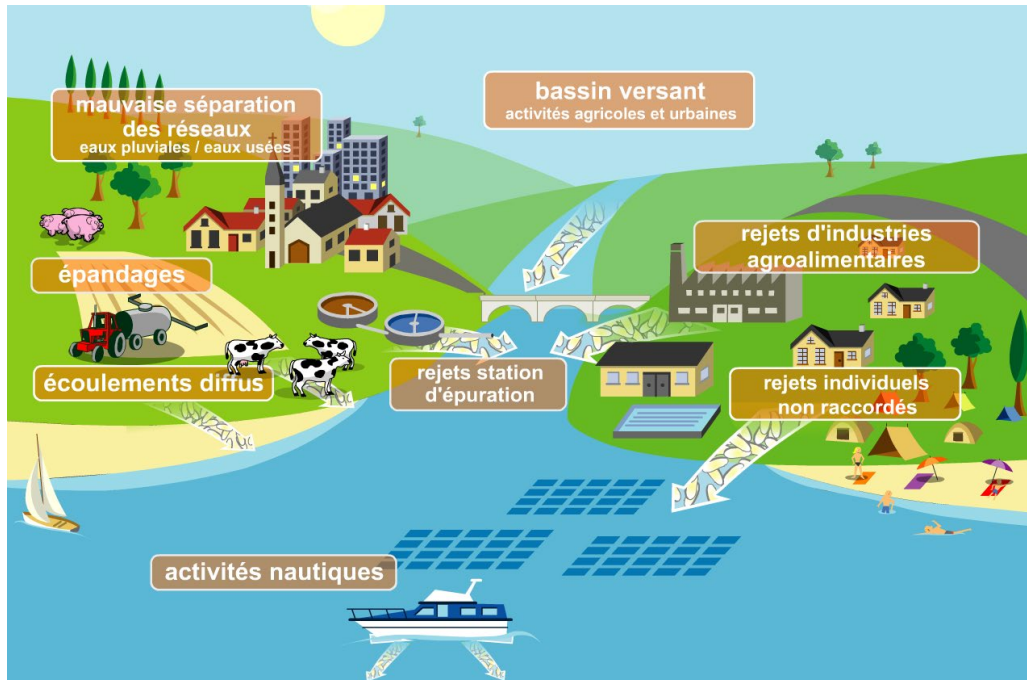 mauvaise séparation
des réseaux
eaux pluviales / eaux usées
bassin versant
activités agricoles et urbaines
épandages
rejets d'industries
agroalimentaires
écoulements diffus
rejets station
d'épuration
rejets individuels
non raccordés
activités nautiques